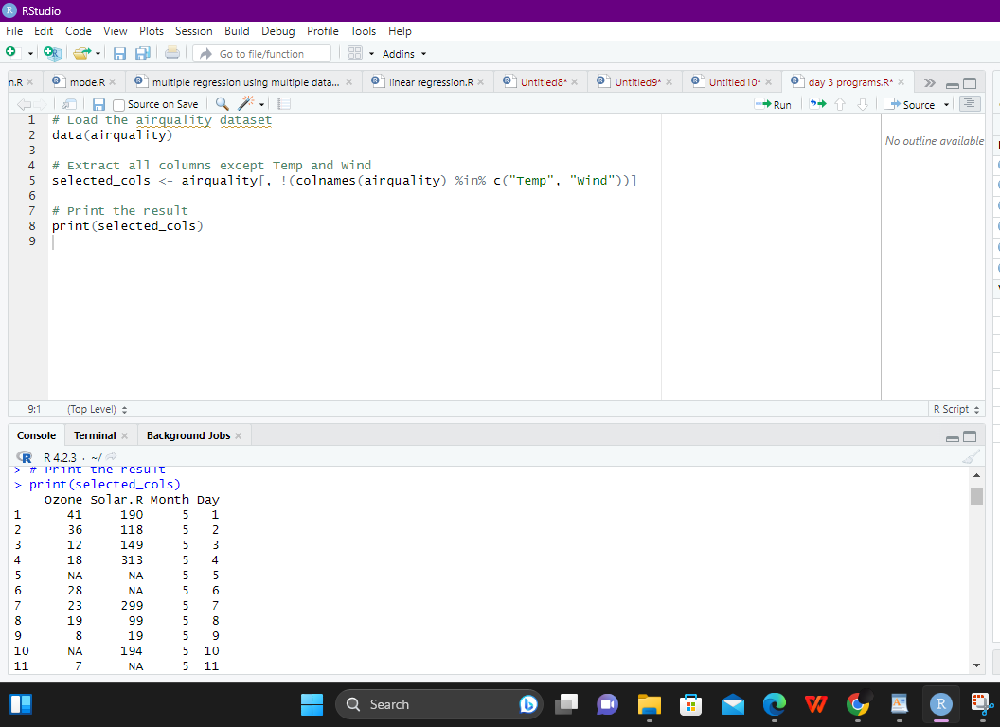 RStudio
File Edit Code View Plots Session Build Debug Profile Tools Help
Go to file/function Addins
n.R mode.R multiple regression using multiple data... linear regression.R Untitled8* Untitled9* Untitled10* day 3 programs.R*
Source on Save Run Source
1 # Load the airquality dataset
2 data(airquality)
3
4 # Extract all columns except Temp and Wind
5 selected_cols <- airquality[, !(colnames(airquality) %in% c("Temp", "Wind"))]
6
7 # Print the result
8 print(selected_cols)
9
No outline available
9:1 (Top Level) R Script
Console Terminal Background Jobs
R 4.2.3 · ~/
> # Print the result
> print(selected_cols)
Ozone Solar.R Month Day
1 41 190 5 1
2 36 118 5 2
3 12 149 5 3
4 18 313 5 4
5 NA NA 5 5
6 28 NA 5 6
7 23 299 5 7
8 19 99 5 8
9 8 19 5 9
10 NA 194 5 10
11 7 NA 5 11
Search